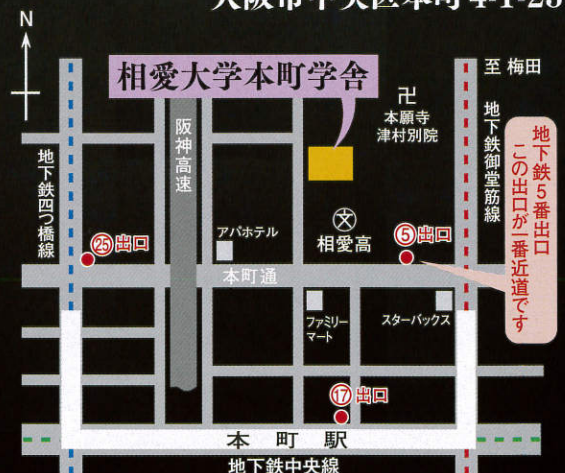 大阪市中央区本町4-1-23
N
至 梅田
相愛大学本町学舎
卍
本願寺
津村別院
阪神高速
地下鉄御堂筋線
地下鉄四つ橋線
地下鉄5番出口
この出口が一番近道です
㉕出口
アパホテル
文
相愛高
⑤出口
本町通
ファミリー
マート
スターバックス
⑰出口
本町駅
地下鉄中央線